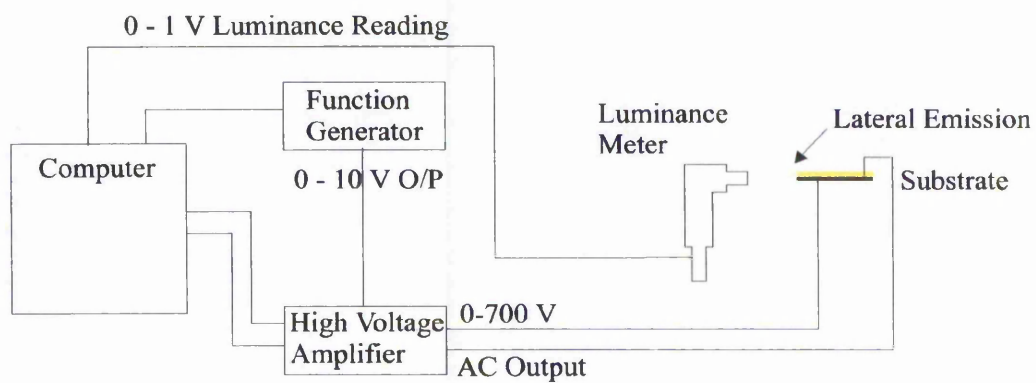 0 - 1 V Luminance Reading
Function
Generator
Luminance
Meter
Lateral Emission
Computer
0 - 10 V O/P
Substrate
High Voltage
Amplifier
0-700 V
AC Output